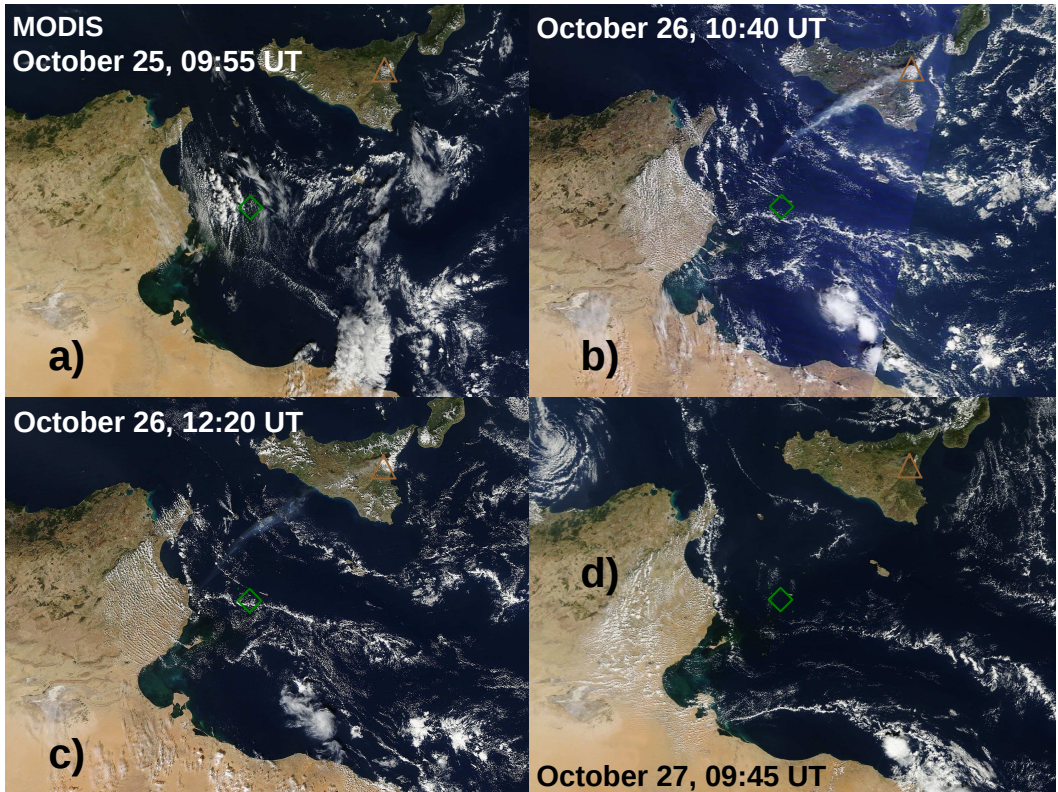 MODIS
October 25, 09:55 UT
a)
October 26, 10:40 UT
b)
October 26, 12:20 UT
c)
d)
October 27, 09:45 UT